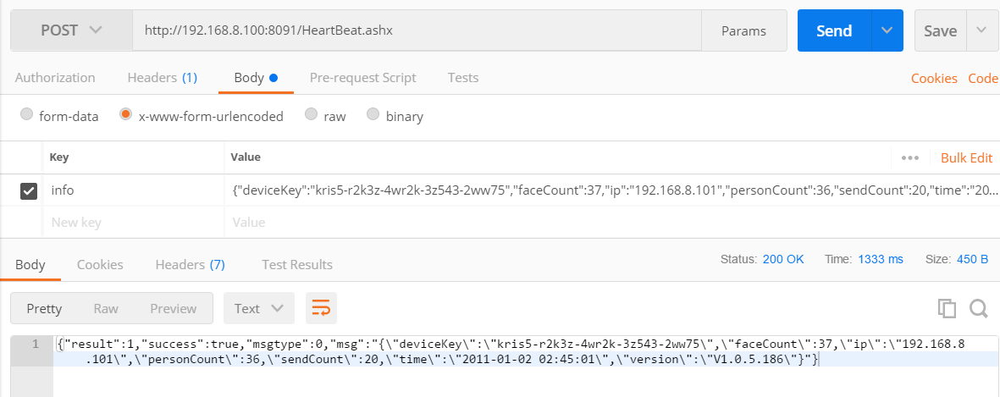 POST http://192.168.8.100:8091/HeartBeat.ashx Params Send Save
Authorization Headers (1) Body Pre-request Script Tests Cookies Code
form-data x-www-form-urlencoded raw binary
Key Value ••• Bulk Edit
info {"deviceKey":"kris5-r2k3z-4wr2k-3z543-2ww75","faceCount":37,"ip":"192.168.8.101","personCount":36,"sendCount":20,"time":"20...
New key Value
Body Cookies Headers (7) Test Results Status: 200 OK Time: 1333 ms Size: 450 B
Pretty Raw Preview Text
1 {"result":1,"success":true,"msgtype":0,"msg":"{\"deviceKey\":\"kris5-r2k3z-4wr2k-3z543-2ww75\",\"faceCount\":37,\"ip\":\"192.168.8
.101\",\"personCount\":36,\"sendCount\":20,\"time\":\"2011-01-02 02:45:01\",\"version\":\"V1.0.5.186\"}"}